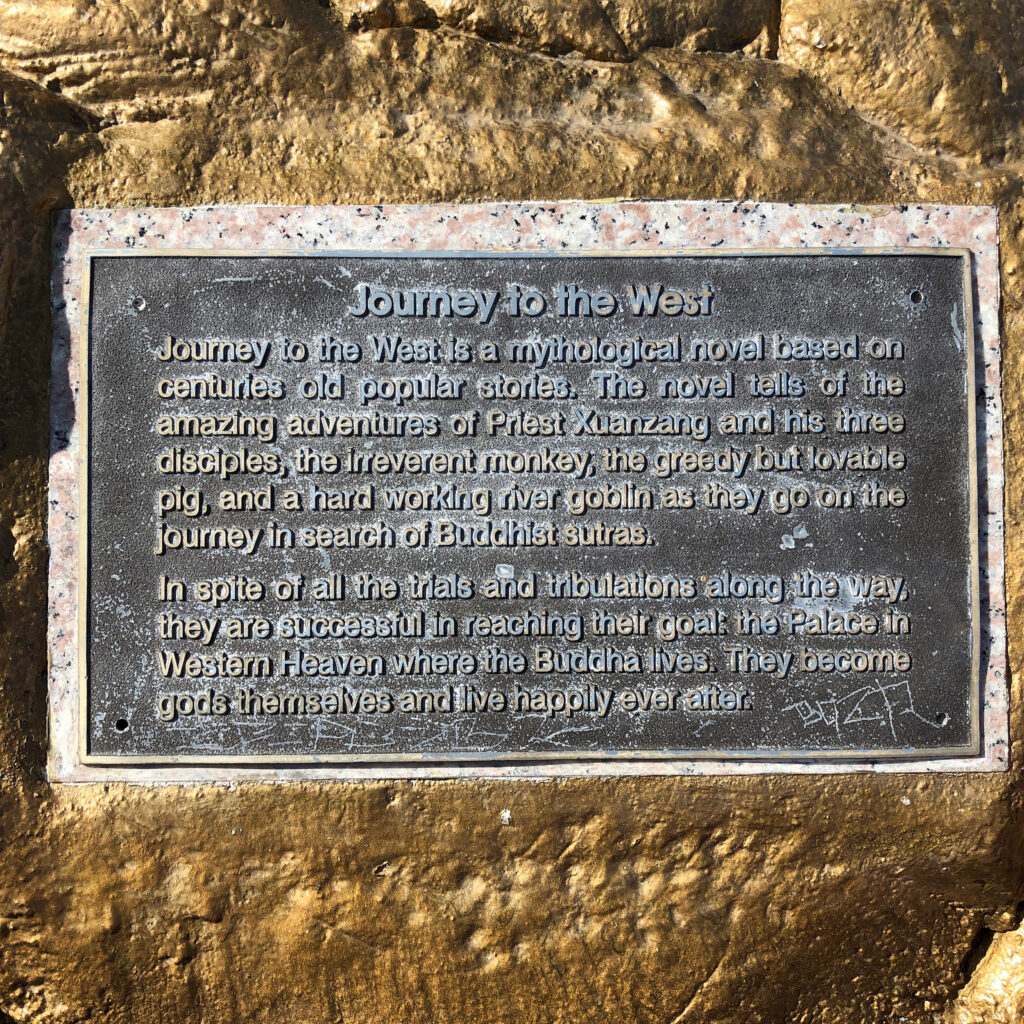 Journey to the West
Journey to the West is a mythological novel based on
centuries old popular stories. The novel tells of the
amazing adventures of Priest Xuanzang and his three
disciples, the irreverent monkey, the greedy but lovable
pig, and a hard working river goblin as they go on the
journey in search of Buddhist sutras.
In spite of all the trials and tribulations along the way,
they are successful in reaching their goal: the Palace in
Western Heaven where the Buddha lives. They become
gods themselves and live happily ever after.